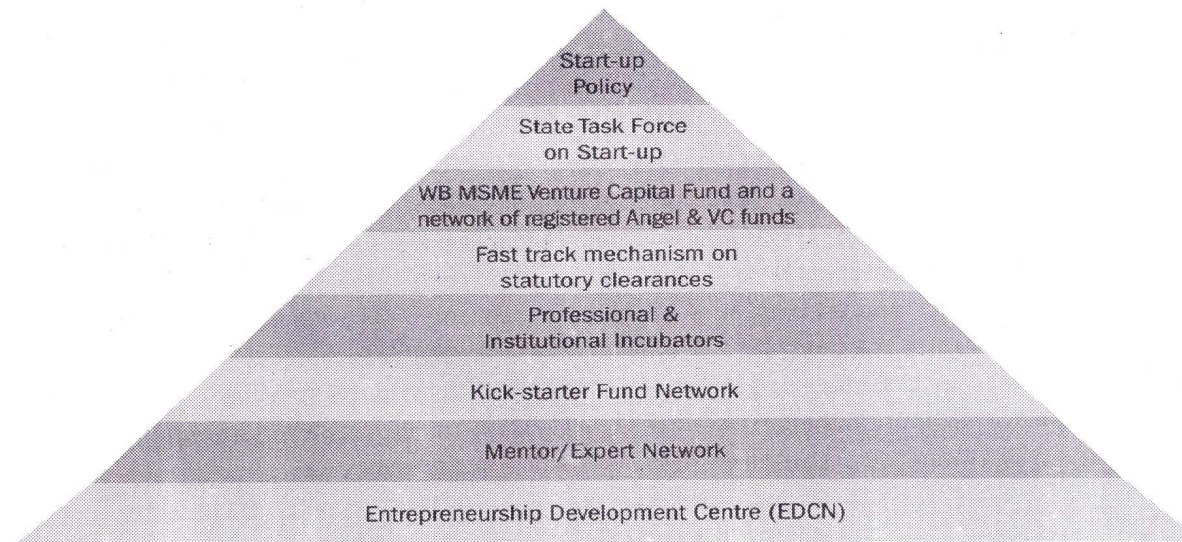 Start-up
Policy
State Task Force
on Start-up
WB MSME Venture Capital Fund and a
network of registered Angel & VC funds
Fast track mechanism on
statutory clearances
Professional &
Institutional Incubators
Kick-starter Fund Network
Mentor/Expert Network
Entrepreneurship Development Centre (EDCN)